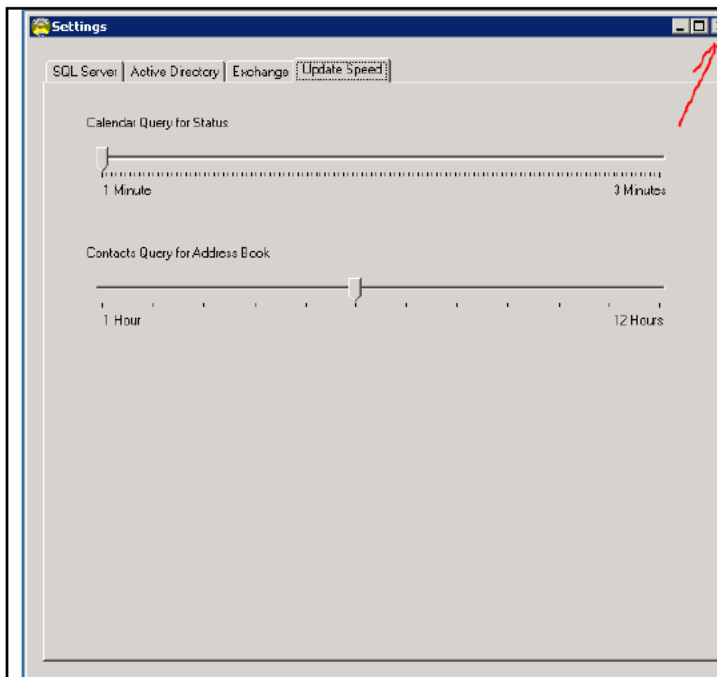 Settings
SQL Server Active Directory Exchange Update Speed
Calendar Query for Status
1 Minute 3 Minutes
Contacts Query for Address Book
1 Hour 12 Hours